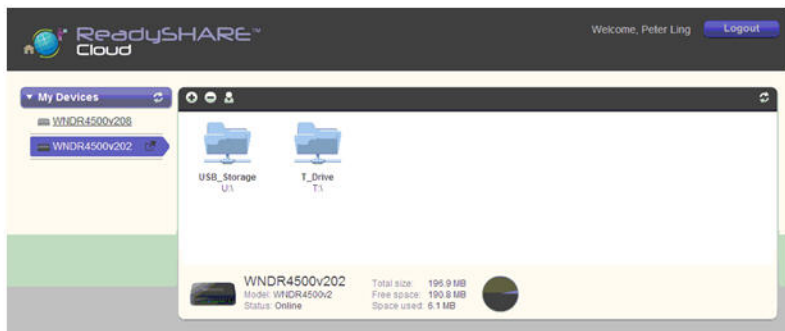 ReadySHARE™
Cloud
Welcome, Peter Ling
Logout
My Devices
WNDR4500v208
WNDR4500v202
USB_Storage
U:\
T_Drive
T:\
WNDR4500v202
Model: WNDR4500v2
Status: Online
Total size: 196.9 MB
Free space: 190.8 MB
Space used: 6.1 MB